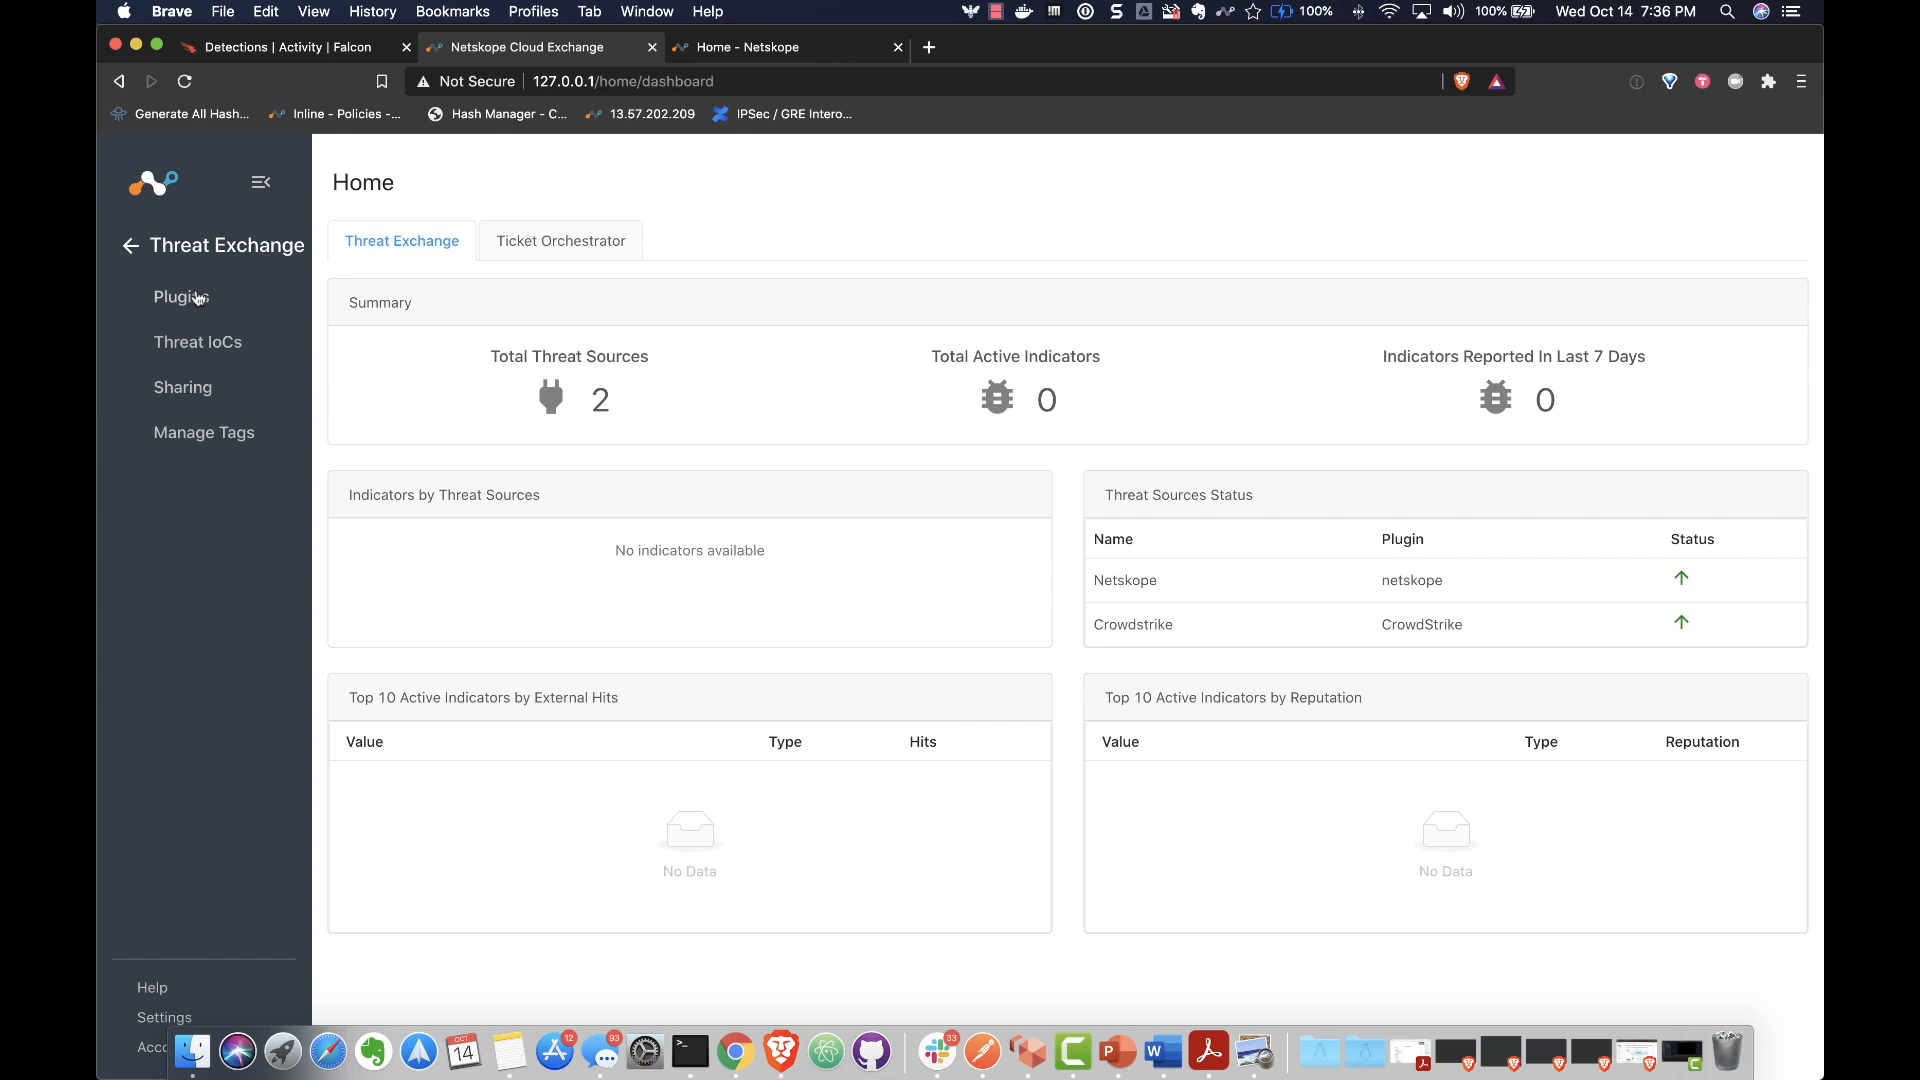 Brave File Edit View History Bookmarks Profiles Tab Window Help 100% 100% Wed Oct 14 7:36 PM
Detections | Activity | Falcon
Netskope Cloud Exchange
Home - Netskope
Not Secure 127.0.0.1/home/dashboard
Generate All Hash...
Inline - Policies -...
Hash Manager - C...
13.57.202.209
IPSec / GRE Intero...
Home
Threat Exchange
Plugins
Threat IoCs
Sharing
Manage Tags
Threat Exchange
Ticket Orchestrator
Summary
Total Threat Sources
2
Total Active Indicators
0
Indicators Reported In Last 7 Days
0
Indicators by Threat Sources
No indicators available
Threat Sources Status
Name Plugin Status
Netskope netskope
Crowdstrike CrowdStrike
Top 10 Active Indicators by External Hits
Value Type Hits
No Data
Top 10 Active Indicators by Reputation
Value Type Reputation
No Data
Help
Settings
Acco
OCT
14
12
93
33